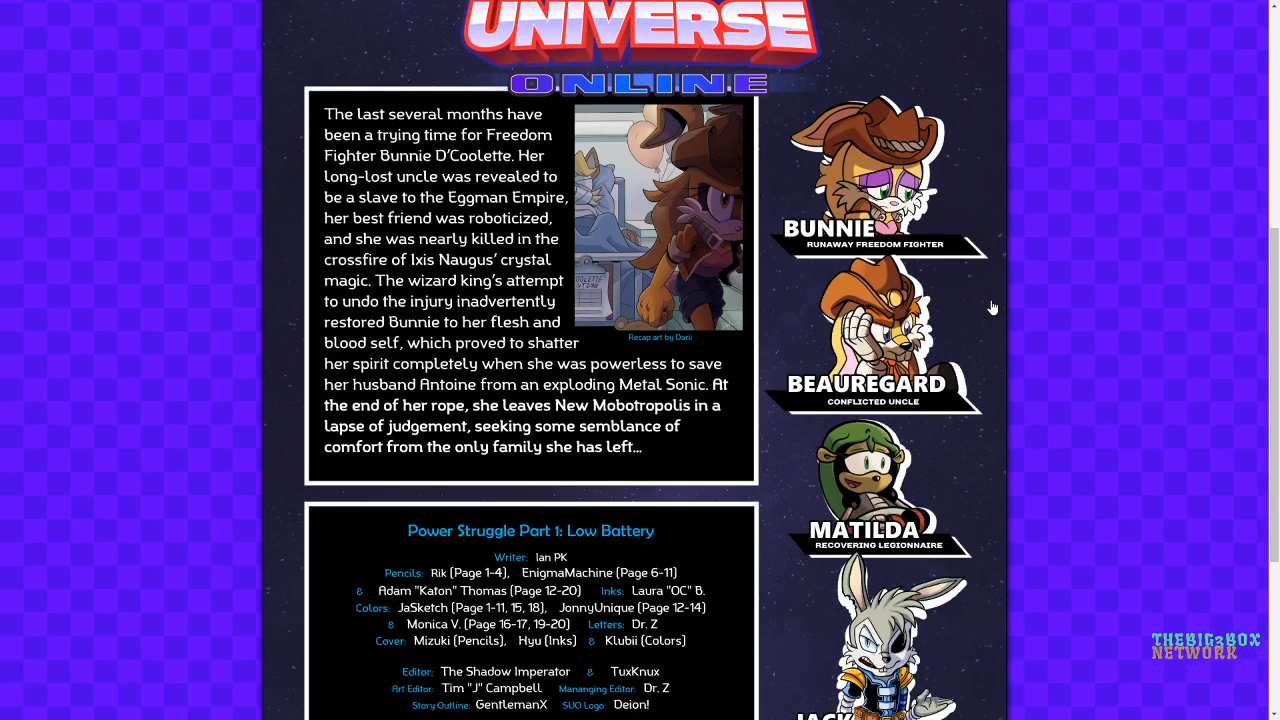 UNIVERSE
ONLINE
The last several months have
been a trying time for Freedom
Fighter Bunnie D'Coolette. Her
long-lost uncle was revealed to
be a slave to the Eggman Empire,
her best friend was roboticized,
and she was nearly killed in the
crossfire of Ixis Naugus' crystal
magic. The wizard king's attempt
to undo the injury inadvertently
restored Bunnie to her flesh and
blood self, which proved to shatter
her spirit completely when she was powerless to save
her husband Antoine from an exploding Metal Sonic. At
the end of her rope, she leaves New Mobotropolis in a
lapse of judgement, seeking some semblance of
comfort from the only family she has left...
Recap art by Darii
BUNNIE
RUNAWAY FREEDOM FIGHTER
BEAUREGARD
CONFLICTED UNCLE
MATILDA
RECOVERING LEGIONNAIRE
JACK
Power Struggle Part 1: Low Battery
Writer: Ian PK
Pencils: Rik (Page 1-4), EnigmaMachine (Page 6-11)
& Adam "Katon" Thomas (Page 12-20) Inks: Laura "OC" B.
Colors: JaSketch (Page 1-11, 15, 18), JonnyUnique (Page 12-14)
& Monica V. (Page 16-17, 19-20) Letters: Dr. Z
Cover: Mizuki (Pencils), Hyu (Inks) & Klubii (Colors)
Editor: The Shadow Imperator & TuxKnux
Art Editor: Tim "J" Campbell Mananging Editor: Dr. Z
Story Outline: GentlemanX SUO Logo: Deion!
THEBIG3BOX
NETWORK